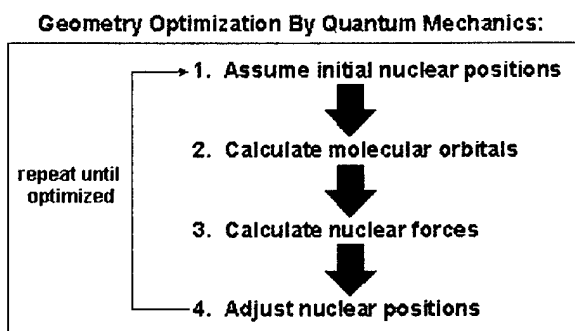 Geometry Optimization By Quantum Mechanics:
1. Assume initial nuclear positions
2. Calculate molecular orbitals
repeat until
optimized
3. Calculate nuclear forces
4. Adjust nuclear positions